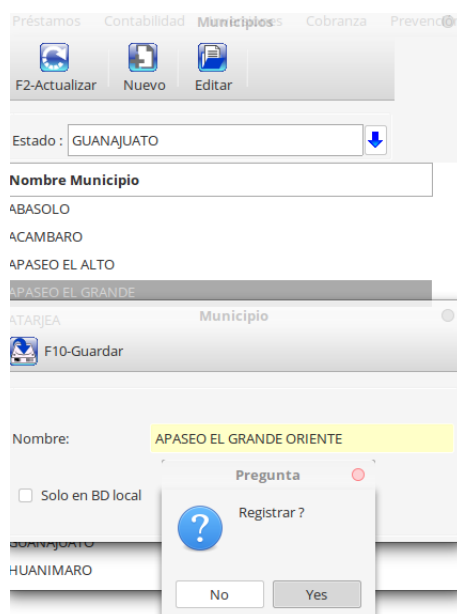 Préstamos Contabilidad Municipios Cobranza
F2-Actualizar Nuevo Editar
Estado : GUANAJUATO
Nombre Municipio
ABASOLO
ACAMBARO
APASEO EL ALTO
APASEO EL GRANDE
ATARJEA
Municipio
F10-Guardar
Nombre: APASEO EL GRANDE ORIENTE
Pregunta
Solo en BD local
Registrar ?
GUANAJUATO
HUANIMARO
No Yes